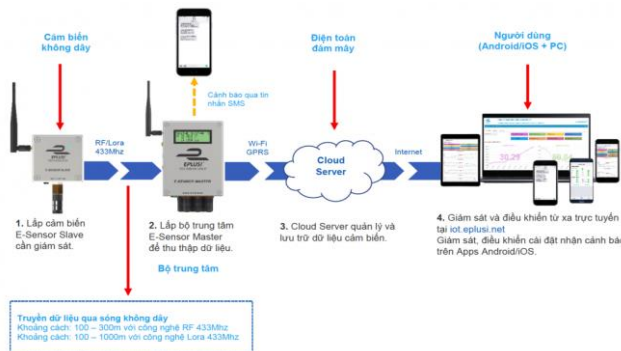 Cảm biến
không dây
Điện toán
đám mây
Người dùng
(Android/iOS + PC)
Cảnh báo qua tin
nhắn SMS
RF/Lora
433Mhz
EPLUSI
EPLUSI
E-SENSOR MASTER
Wi-Fi
GPRS
Cloud
Server
Internet
1. Lắp cảm biến
E-Sensor Slave
cần giám sát.
2. Lắp bộ trung tâm
E-Sensor Master
để thu thập dữ liệu.
Bộ trung tâm
3. Cloud Server quản lý và
lưu trữ dữ liệu cảm biến.
4. Giám sát và điều khiển từ xa trực tuyến
tại iot.eplusi.net
Giám sát, điều khiển cài đặt nhận cảnh bá
trên Apps Android/iOS.
Truyền dữ liệu qua sóng không dây
Khoảng cách: 100 – 300m với công nghệ RF 433Mhz
Khoảng cách: 100 – 1000m với công nghệ Lora 433Mhz